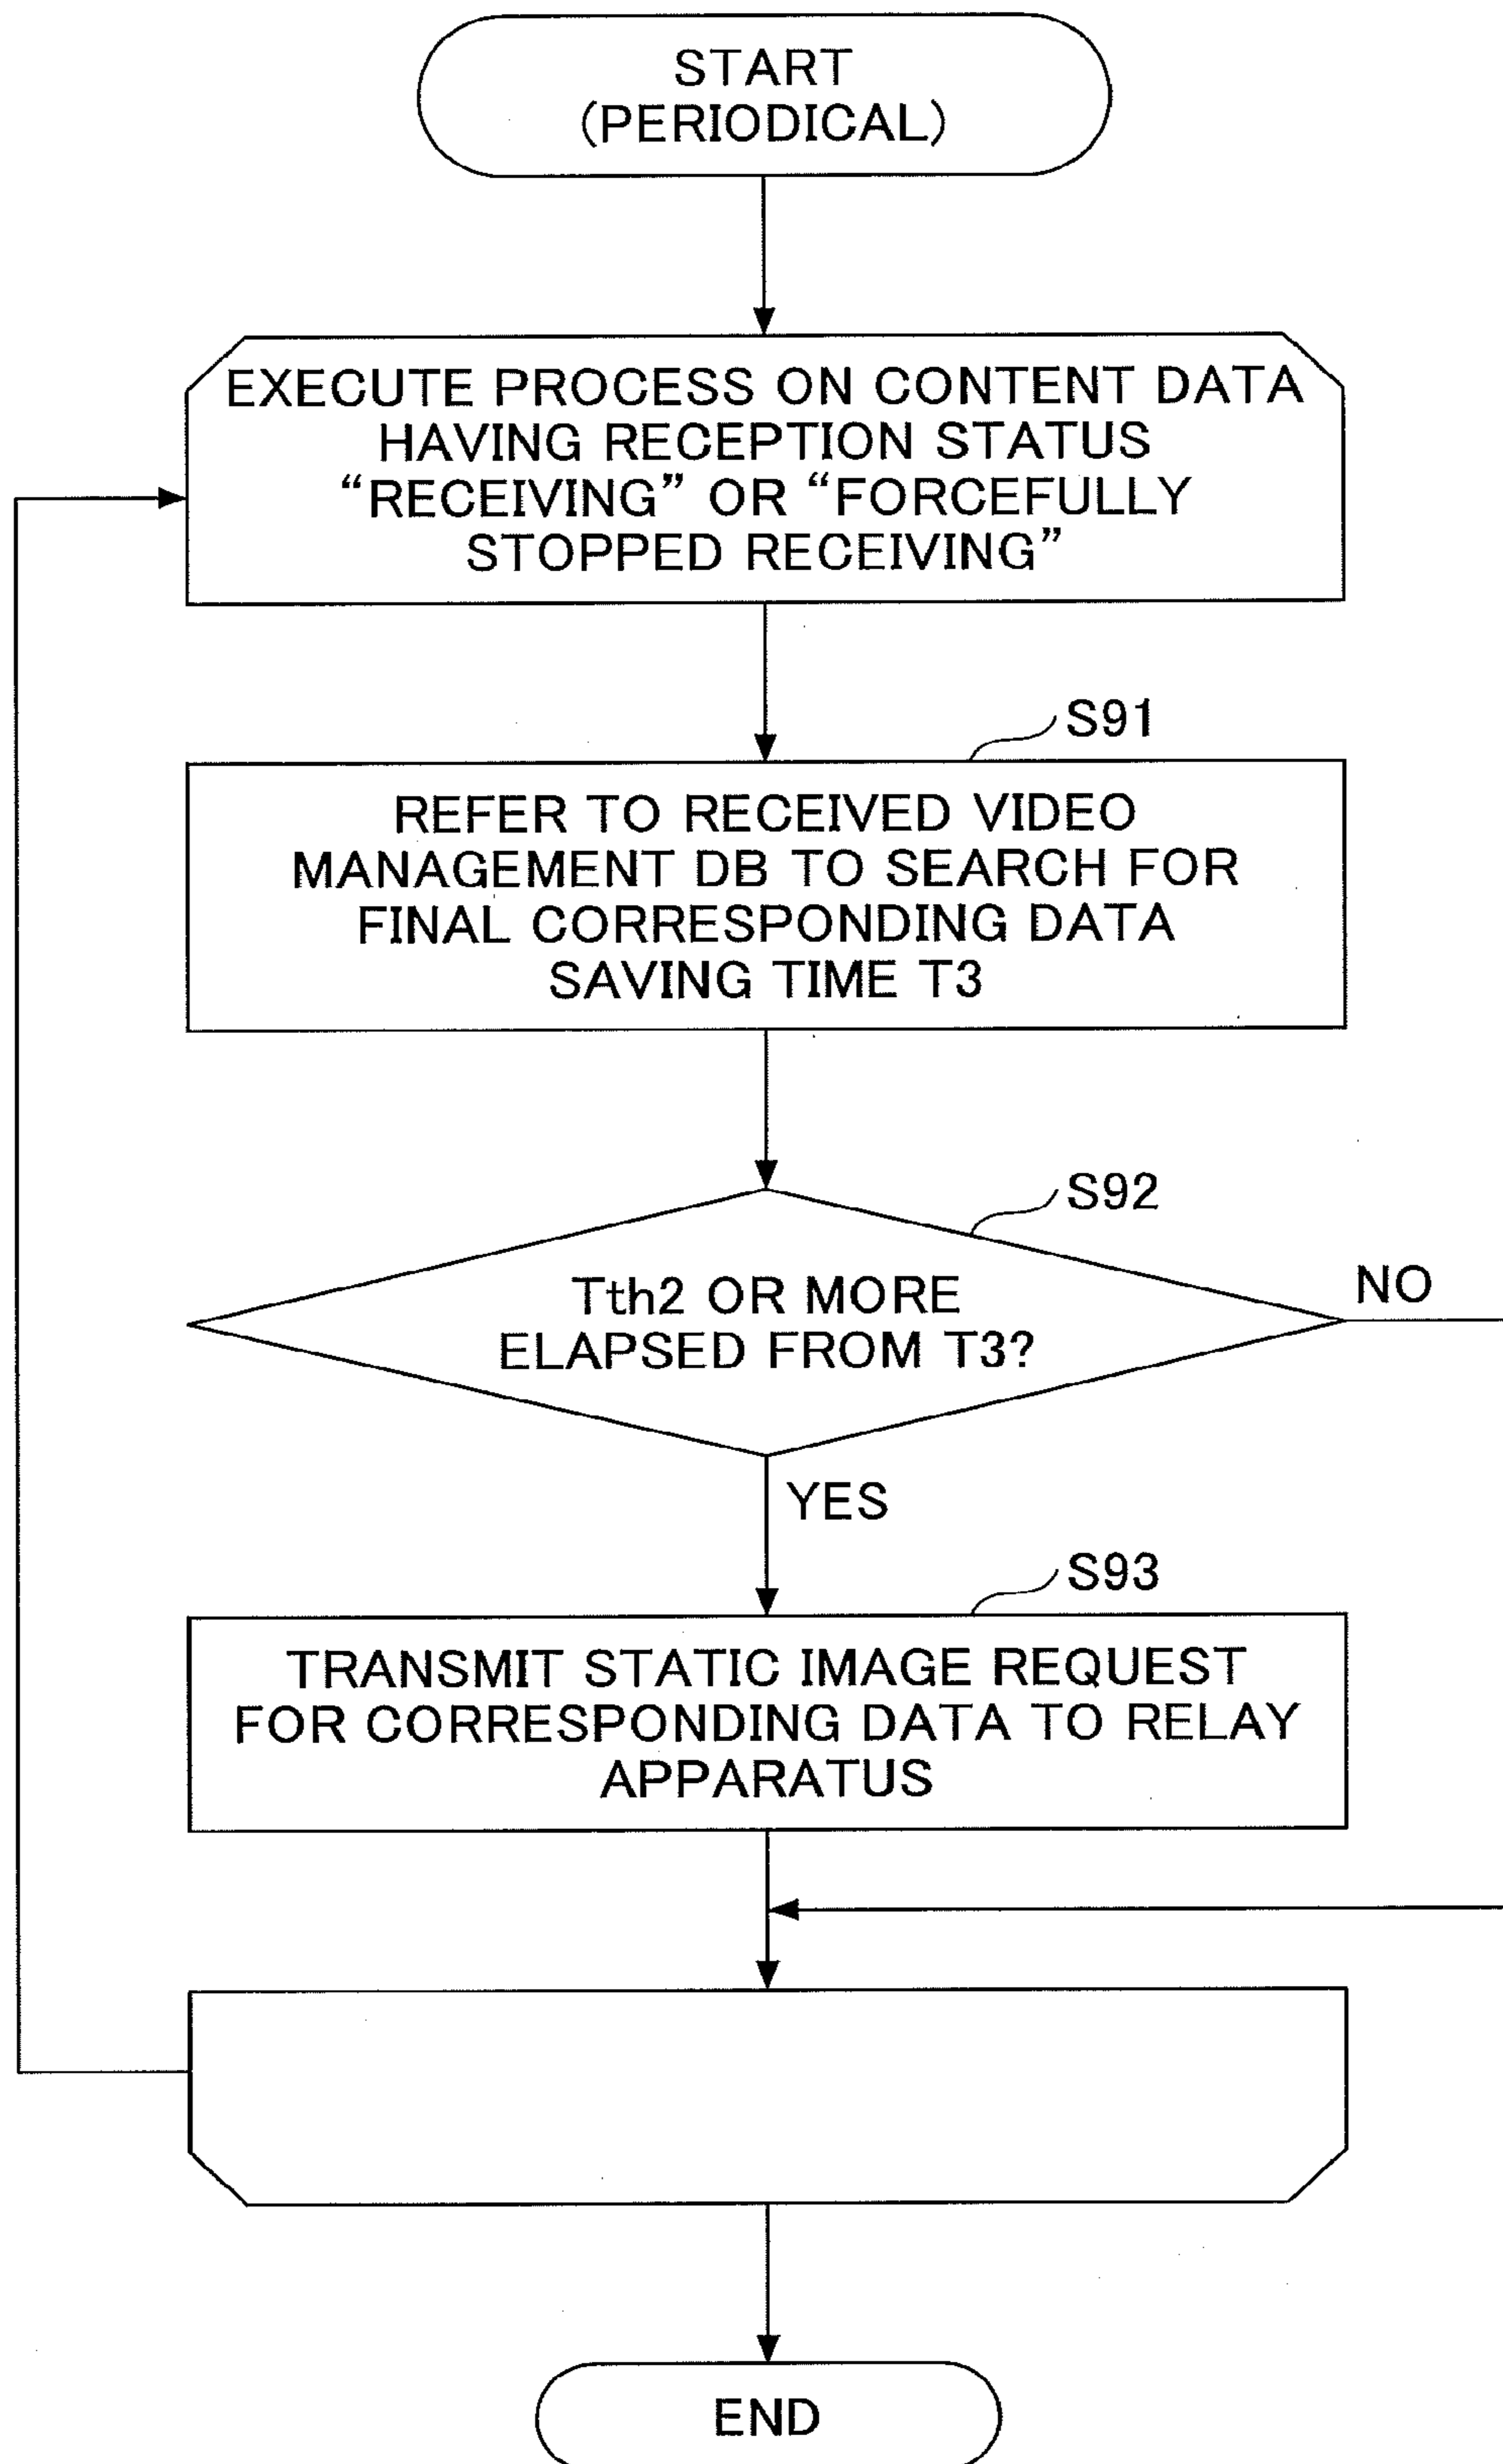 START
(PERIODICAL)
EXECUTE PROCESS ON CONTENT DATA
HAVING RECEPTION STATUS
“RECEIVING” OR “FORCEFULLY
STOPPED RECEIVING”
S91
REFER TO RECEIVED VIDEO
MANAGEMENT DB TO SEARCH FOR
FINAL CORRESPONDING DATA
SAVING TIME T3
S92
Tth2 OR MORE
ELAPSED FROM T3?
NO
YES
S93
TRANSMIT STATIC IMAGE REQUEST
FOR CORRESPONDING DATA TO RELAY
APPARATUS
END